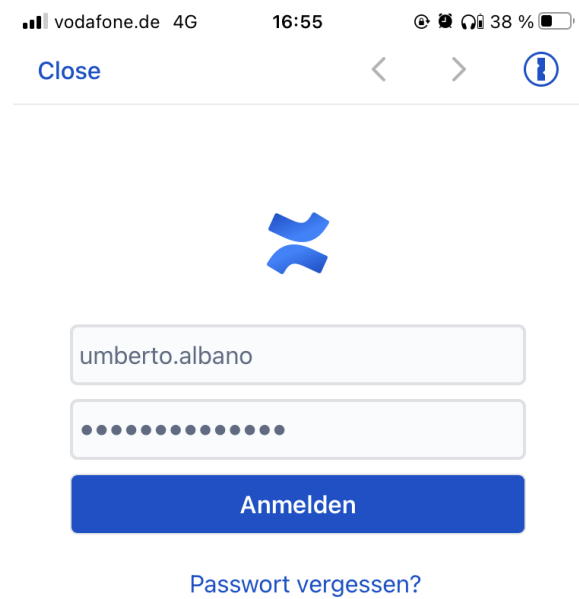 vodafone.de 4G 16:55 38 %
Close
umberto.albano
••••••••••••••
Anmelden
Passwort vergessen?